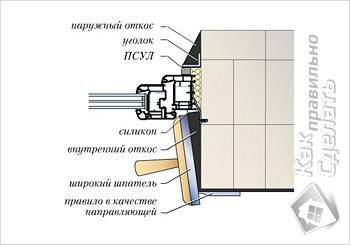 наружный откос
уголок
ПСУЛ
силикон
внутренний откос
широкий шпатель
правило в качестве
направляющей
Как правильно
сделать